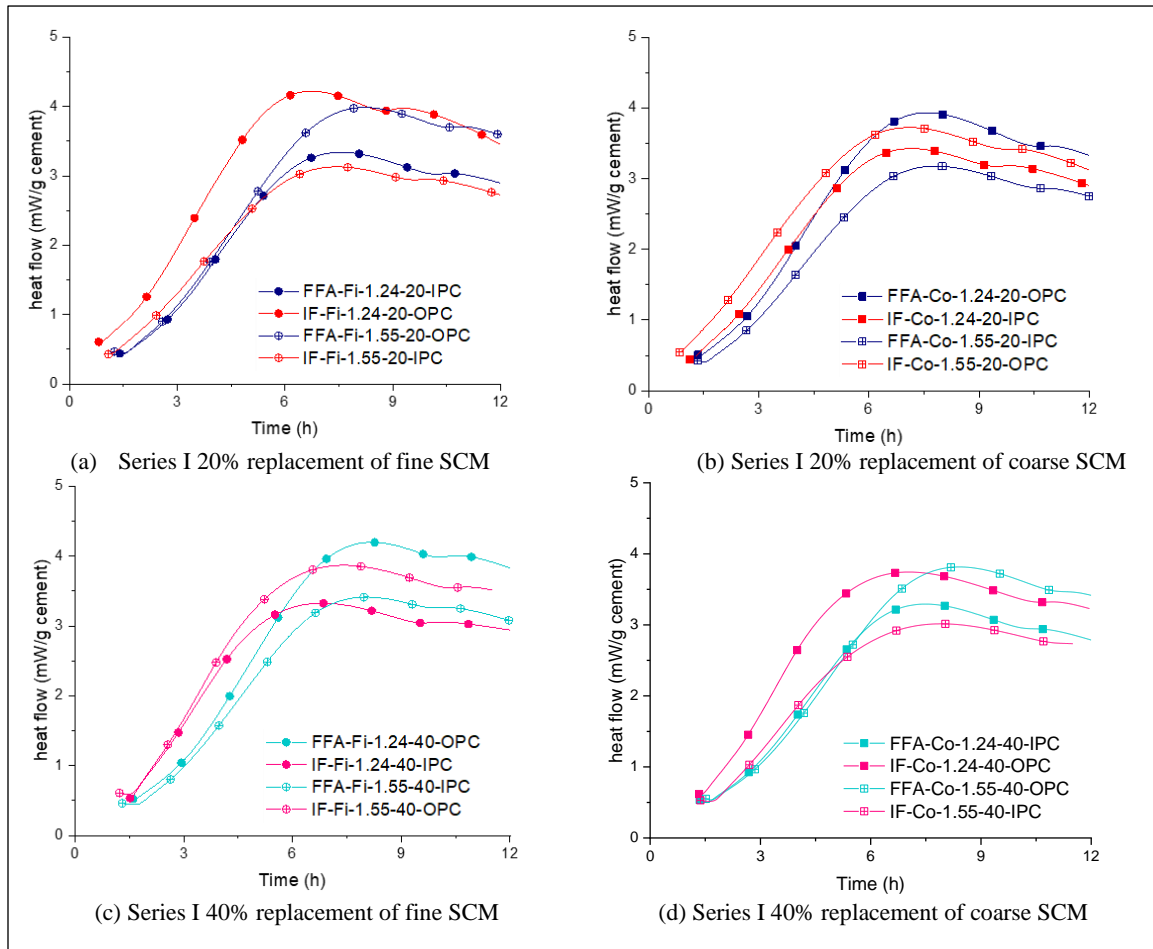 (a)
5
4
3
2
1
0
heat flow (mW/g cement)
FFA-Fi-1.24-20-IPC
IF-Fi-1.24-20-OPC
FFA-Fi-1.55-20-OPC
IF-Fi-1.55-20-IPC
0 3 6 9 12
Time (h)
(a) Series I 20% replacement of fine SCM
5
4
3
2
1
0
heat flow (mW/g cement)
FFA-Co-1.24-20-OPC
IF-Co-1.24-20-IPC
FFA-Co-1.55-20-IPC
IF-Co-1.55-20-OPC
0 3 6 9 12
Time (h)
(b) Series I 20% replacement of coarse SCM
5
4
3
2
1
0
heat flow (mW/g cement)
FFA-Fi-1.24-40-OPC
IF-Fi-1.24-40-IPC
FFA-Fi-1.55-40-IPC
IF-Fi-1.55-40-OPC
0 3 6 9 12
Time (h)
(c) Series I 40% replacement of fine SCM
5
4
3
2
1
0
heat flow (mW/g cement)
FFA-Co-1.24-40-IPC
IF-Co-1.24-40-OPC
FFA-Co-1.55-40-OPC
IF-Co-1.55-40-IPC
0 3 6 9 12
Time (h)
(d) Series I 40% replacement of coarse SCM